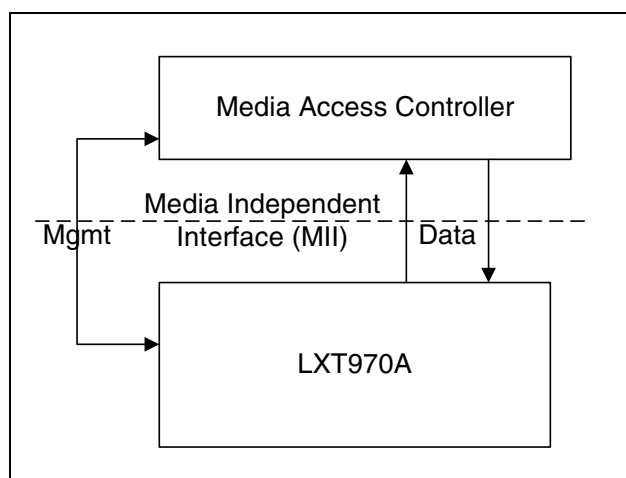 Media Access Controller
Media Independent
Mgmt Interface (MII) Data
LXT970A